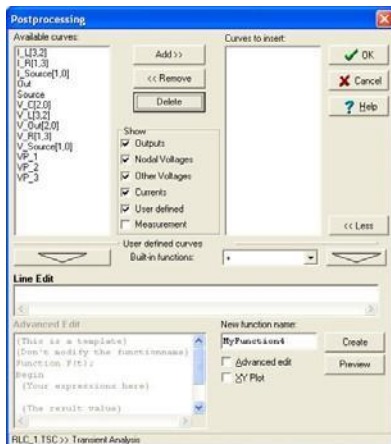 Postprocessing
Available curves:
I_L[3,2]
I_R[1,3]
I_Source[1,0]
Out
Source
V_C[2,0]
V_L[3,2]
V_Out[2,0]
V_R[1,3]
V_Source[1,0]
VP_1
VP_2
VP_3
Add >>
<< Remove
Delete
Show
Outputs
Nodal Voltages
Other Voltages
Currents
User defined
Measurement
Curves to insert:
OK
Cancel
? Help
<< Less
User defined curves
Built-in functions:
+
Line Edit
Advanced Edit
{This is a template}
{Don't modify the functionname}
Function F(t);
Begin
{Your expressions here}
{The result value}
New function name:
MyFunction4
Advanced edit
XY Plot
Create
Preview
RLC_1.TSC >> Transient Analysis